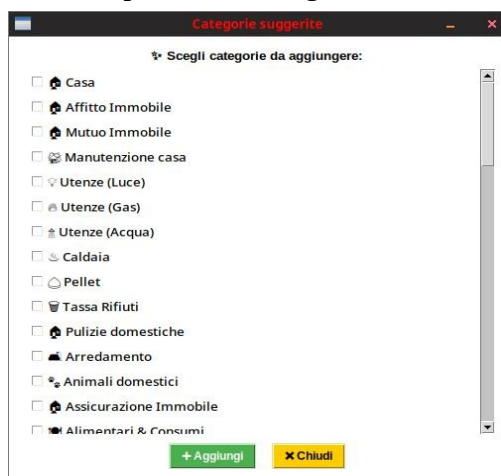 Categorie suggerite
✨ Scegli categorie da aggiungere:
🏠 Casa
🏠 Affitto Immobile
🏠 Mutuo Immobile
Manutenzione casa
💡 Utenze (Luce)
🔥 Utenze (Gas)
🚿 Utenze (Acqua)
♨ Caldaia
Pellet
🗑 Tassa Rifiuti
🏠 Pulizie domestiche
🛋 Arredamento
🐾 Animali domestici
🏠 Assicurazione Immobile
🍽 Alimentari & Consumi
+ Aggiungi
✖ Chiudi